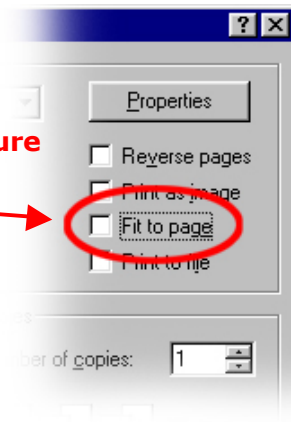 ?
Properties
ure
Reverse pages
Print as image
Fit to page
Print to file
ber of copies:
1